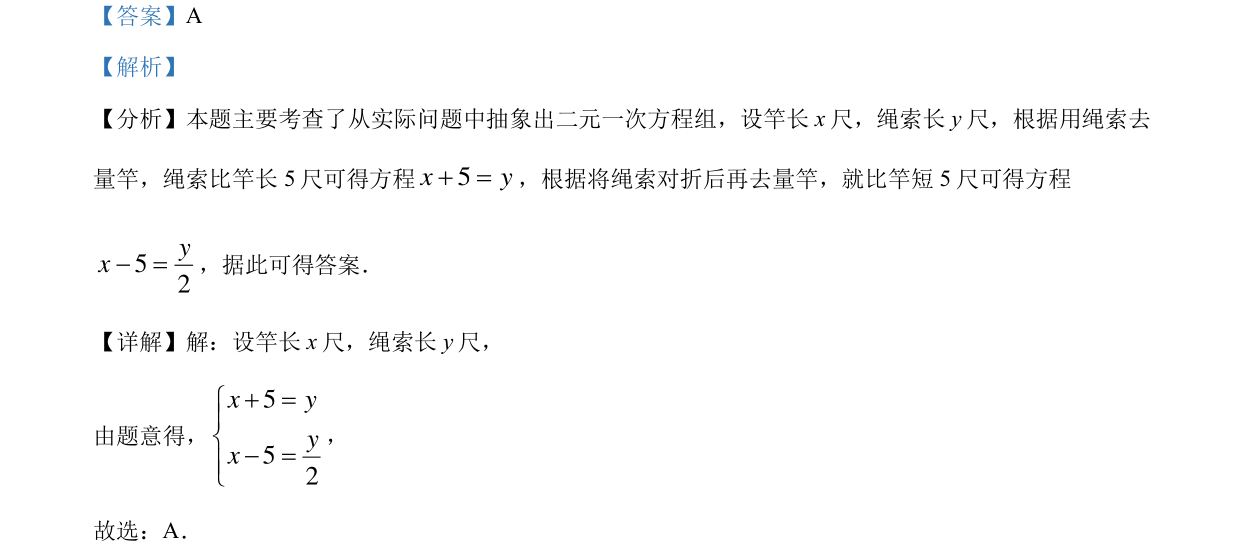 【答案】A
【解析】
【分析】本题主要考查了从实际问题中抽象出二元一次方程组，设竿长 x 尺，绳索长 y 尺，根据用绳索去
量竿，绳索比竿长 5 尺可得方程 x+5= y，根据将绳索对折后再去量竿，就比竿短 5 尺可得方程
x−5=y/2，据此可得答案．
【详解】解：设竿长 x 尺，绳索长 y 尺，
由题意得，{x+5= y
x−5=y/2，
故选：A．